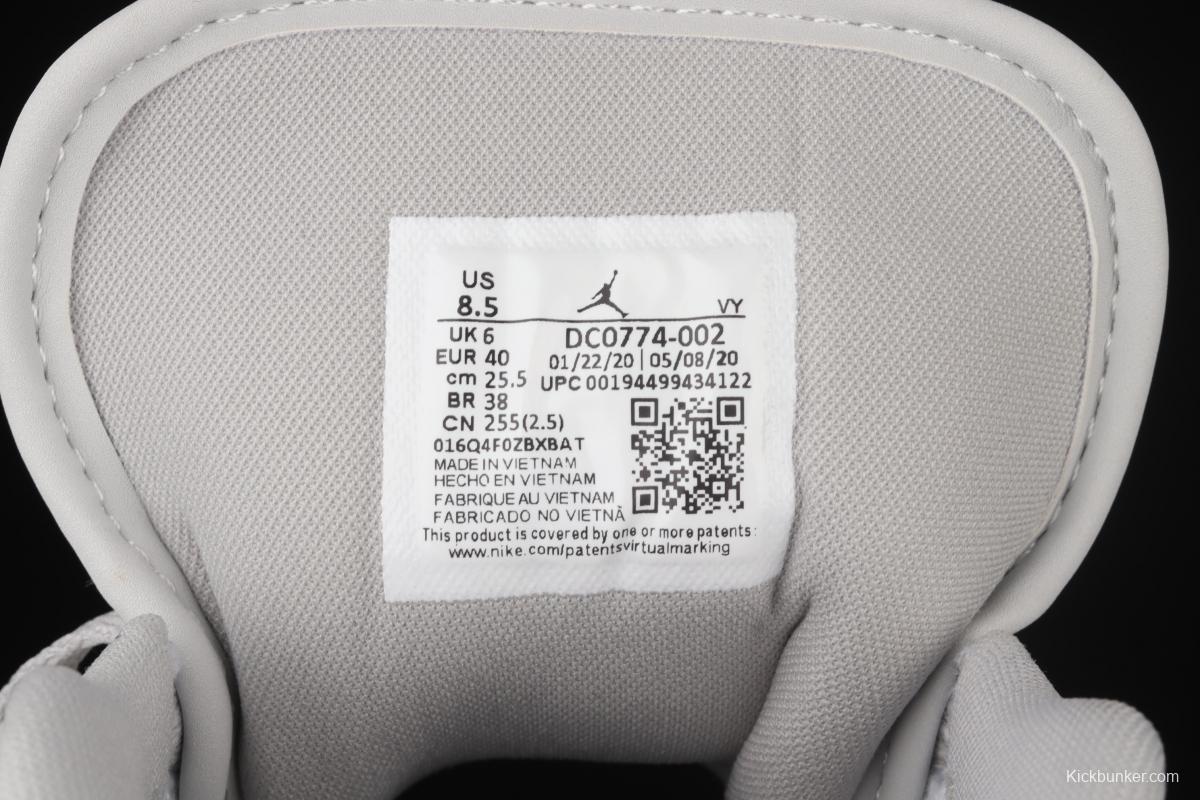 US
8.5
VY
UK 6
EUR 40
cm 25.5
BR 38
CN 255(2.5)
DC0774-002
01/22/20 | 05/08/20
UPC 00194499434122
016Q4F0ZBXBAT
MADE IN VIETNAM
HECHO EN VIETNAM
FABRIQUE AU VIETNAM
FABRICADO NO VIETNÃ
This product is covered by one or more patents:
www.nike.com/patentsvirtualmarking
Kickbunker.com